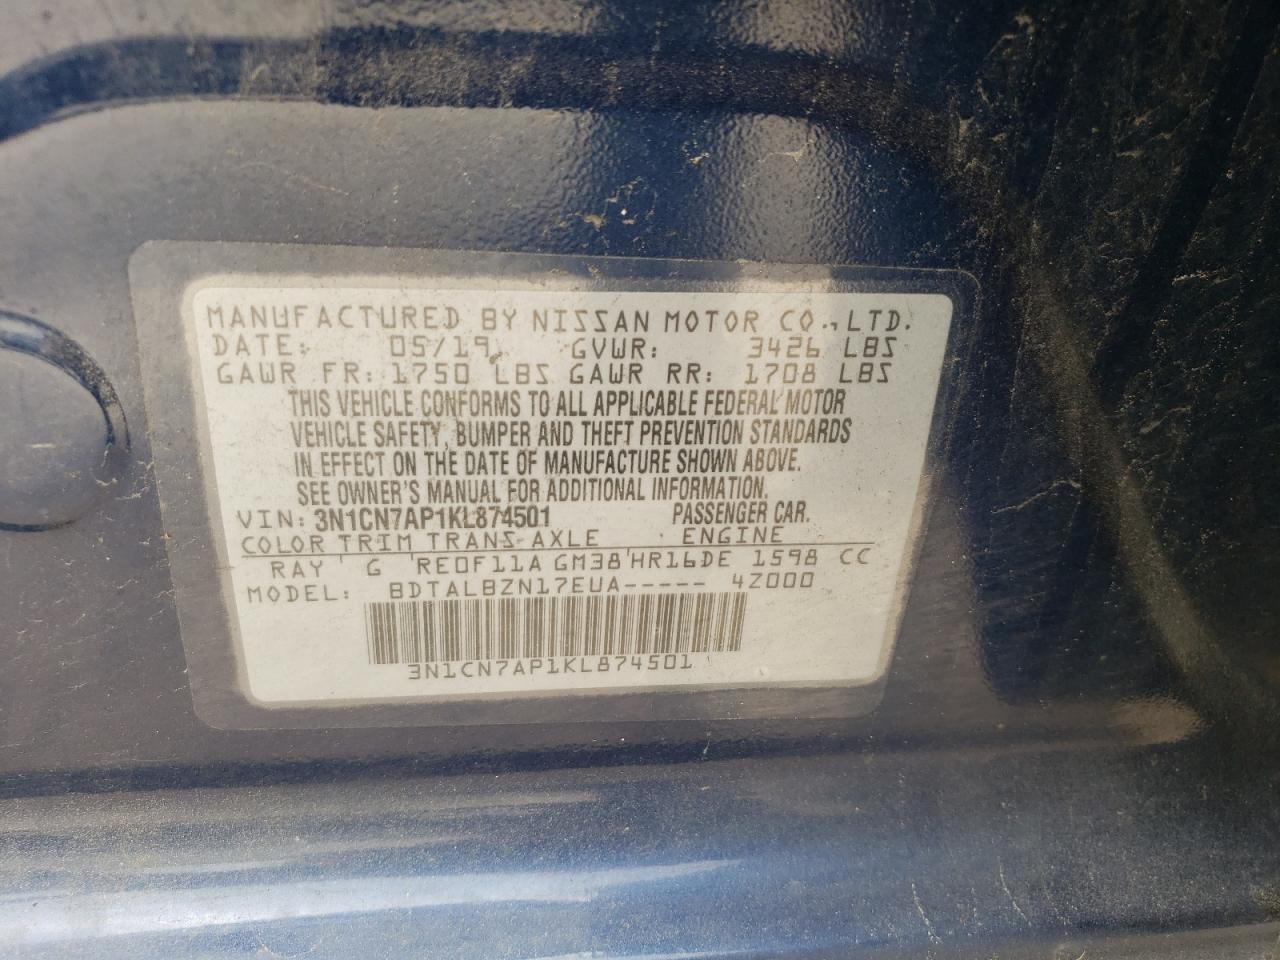 MANUFACTURED BY NISSAN MOTOR CO., LTD.
DATE: 05/19 GVWR: 3426 LBS
GAWR FR: 1750 LBS GAWR RR: 1708 LBS
THIS VEHICLE CONFORMS TO ALL APPLICABLE FEDERAL MOTOR
VEHICLE SAFETY, BUMPER AND THEFT PREVENTION STANDARDS
IN EFFECT ON THE DATE OF MANUFACTURE SHOWN ABOVE.
SEE OWNER'S MANUAL FOR ADDITIONAL INFORMATION.
VIN: 3N1CN7AP1KL874501 PASSENGER CAR.
COLOR TRIM TRANS AXLE ENGINE
RAY G RE0F11A GM38 HR16DE 1598 CC
MODEL: BDTALBZN17EUA----- 4Z000
3N1CN7AP1KL874501